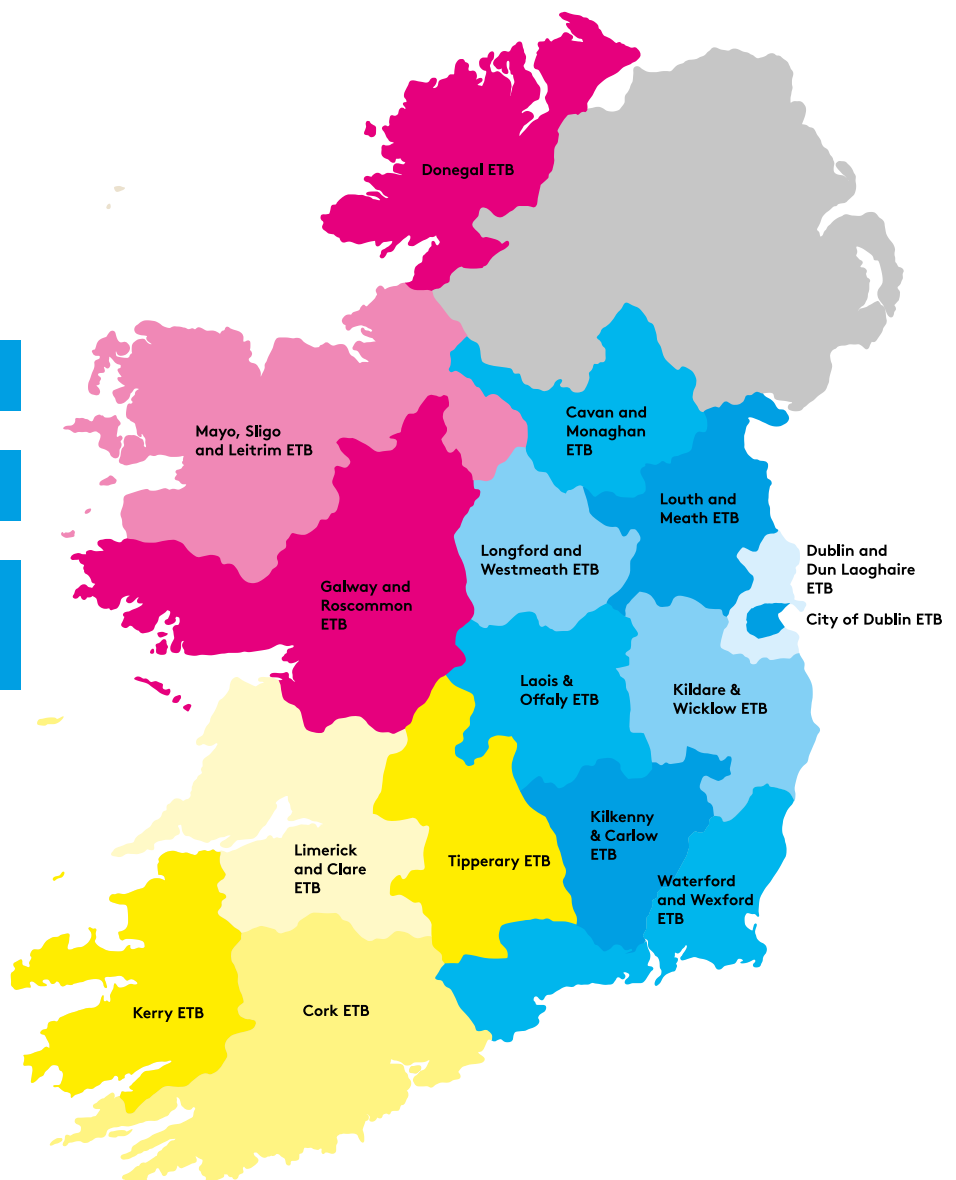 Donegal ETB
Cavan and
Monaghan
ETB
Mayo, Sligo
and Leitrim ETB
Louth and
Meath ETB
Longford and
Westmeath ETB
Dublin and
Dun Laoghaire
ETB
Galway and
Roscommon
ETB
City of Dublin ETB
Laois &
Offaly ETB
Kildare &
Wicklow ETB
Kilkenny
& Carlow
ETB
Limerick
and Clare
ETB
Tipperary ETB
Waterford
and Wexford
ETB
Kerry ETB
Cork ETB